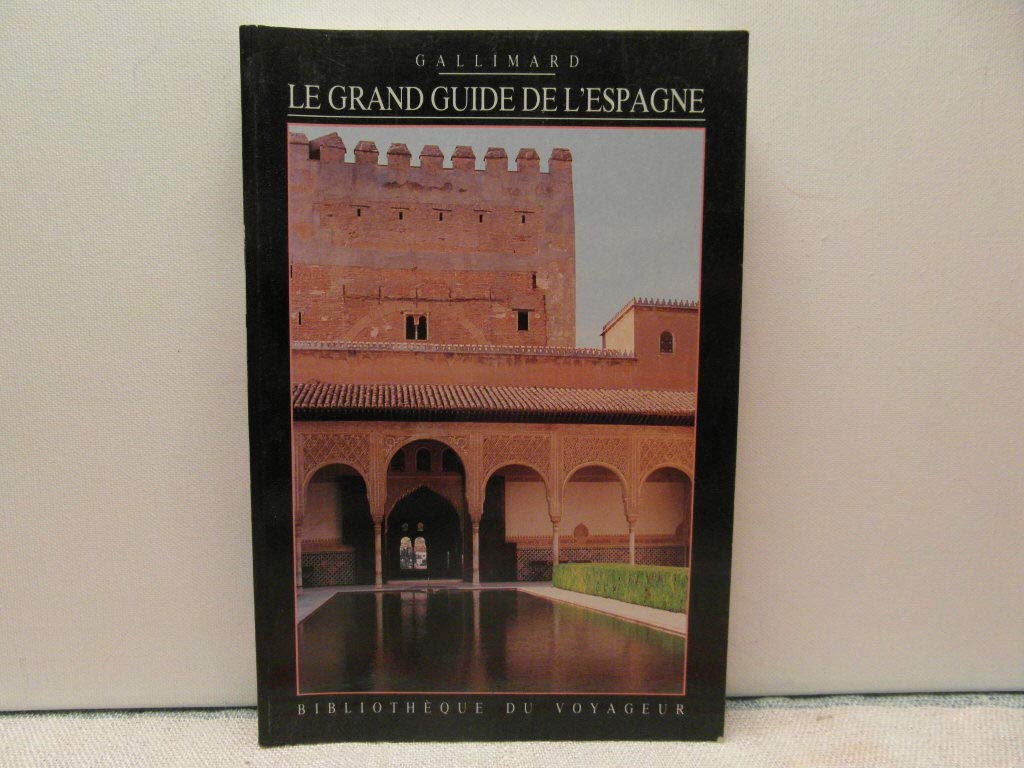 GALLIMARD
LE GRAND GUIDE DE L'ESPAGNE
BIBLIOTHÈQUE DU VOYAGEUR